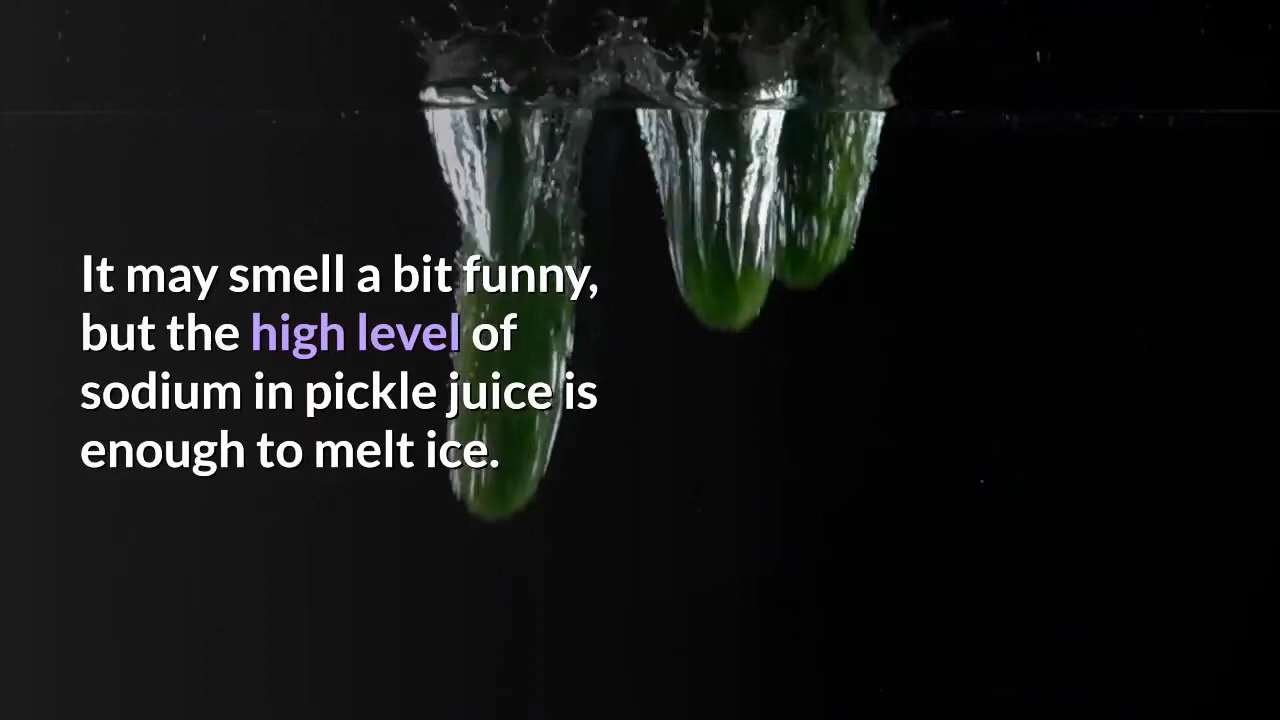 It may smell a bit funny,
but the high level of
sodium in pickle juice is
enough to melt ice.